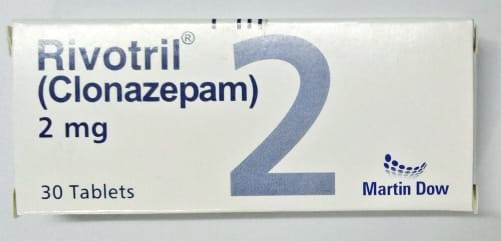 Rivotril®
(Clonazepam)
2 mg
2
30 Tablets
Martin Dow